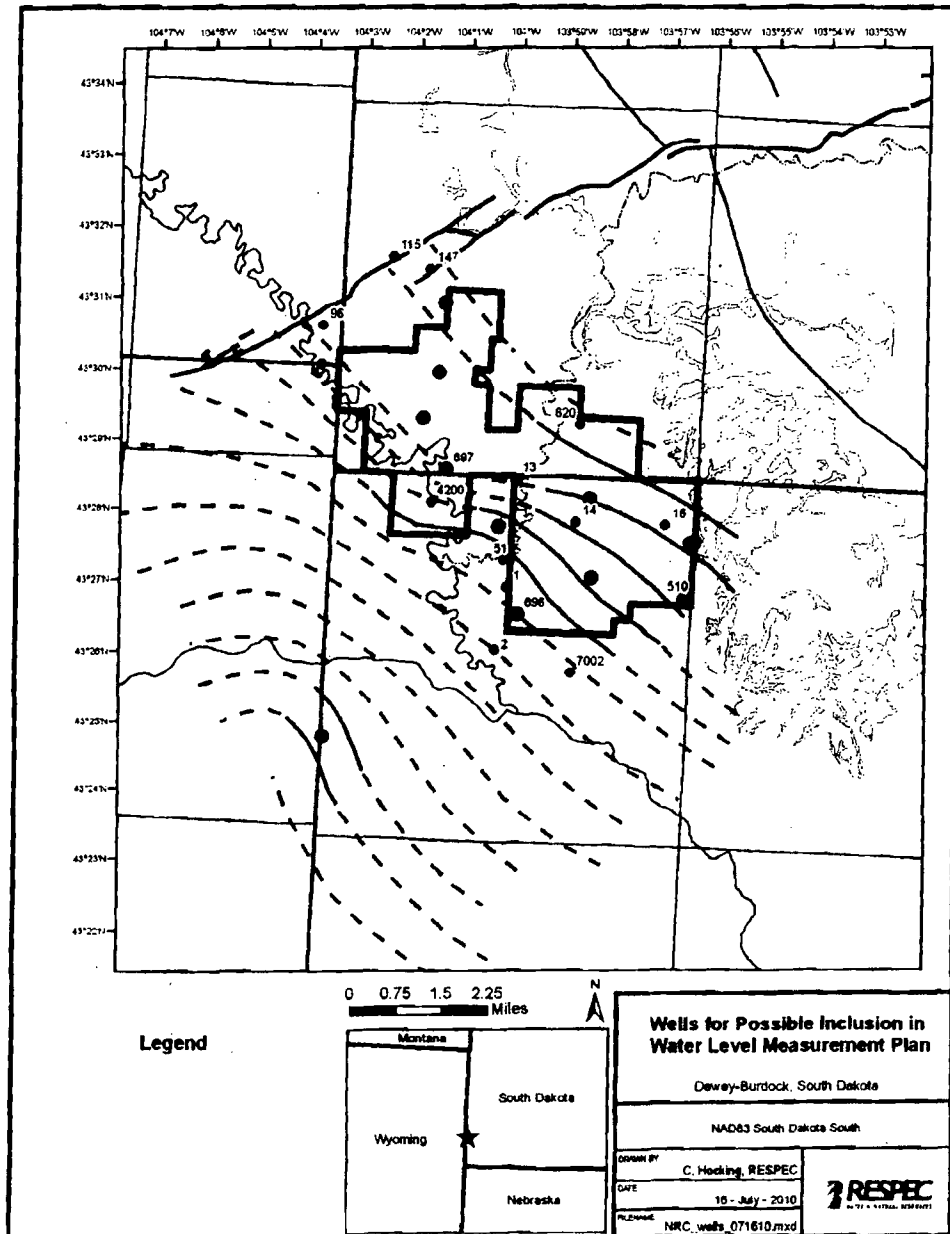 104°7'W 104°6'W 104°5'W 104°4'W 104°3'W 104°2'W 104°1'W 104°W 103°59'W 103°58'W 103°57'W 103°56'W 103°55'W 103°54'W 103°53'W
43°34'N
43°33'N
43°32'N
115
147
43°31'N
96
43°30'N
43°29'N
620
697
13
4200
43°28'N
14
16
51
43°27'N
1
510
696
43°26'N
2
7002
43°25'N
43°24'N
43°23'N
43°22'N
0 0.75 1.5 2.25
Miles
N
Legend
Montana
South Dakota
Wyoming
Nebraska
Wells for Possible Inclusion in
Water Level Measurement Plan
Dewey-Burdock, South Dakota
NAD83 South Dakota South
DRAWN BY
C. Hocking, RESPEC
DATE
16 - July - 2010
FILENAME
NRC_wells_071610.mxd
RESPEC